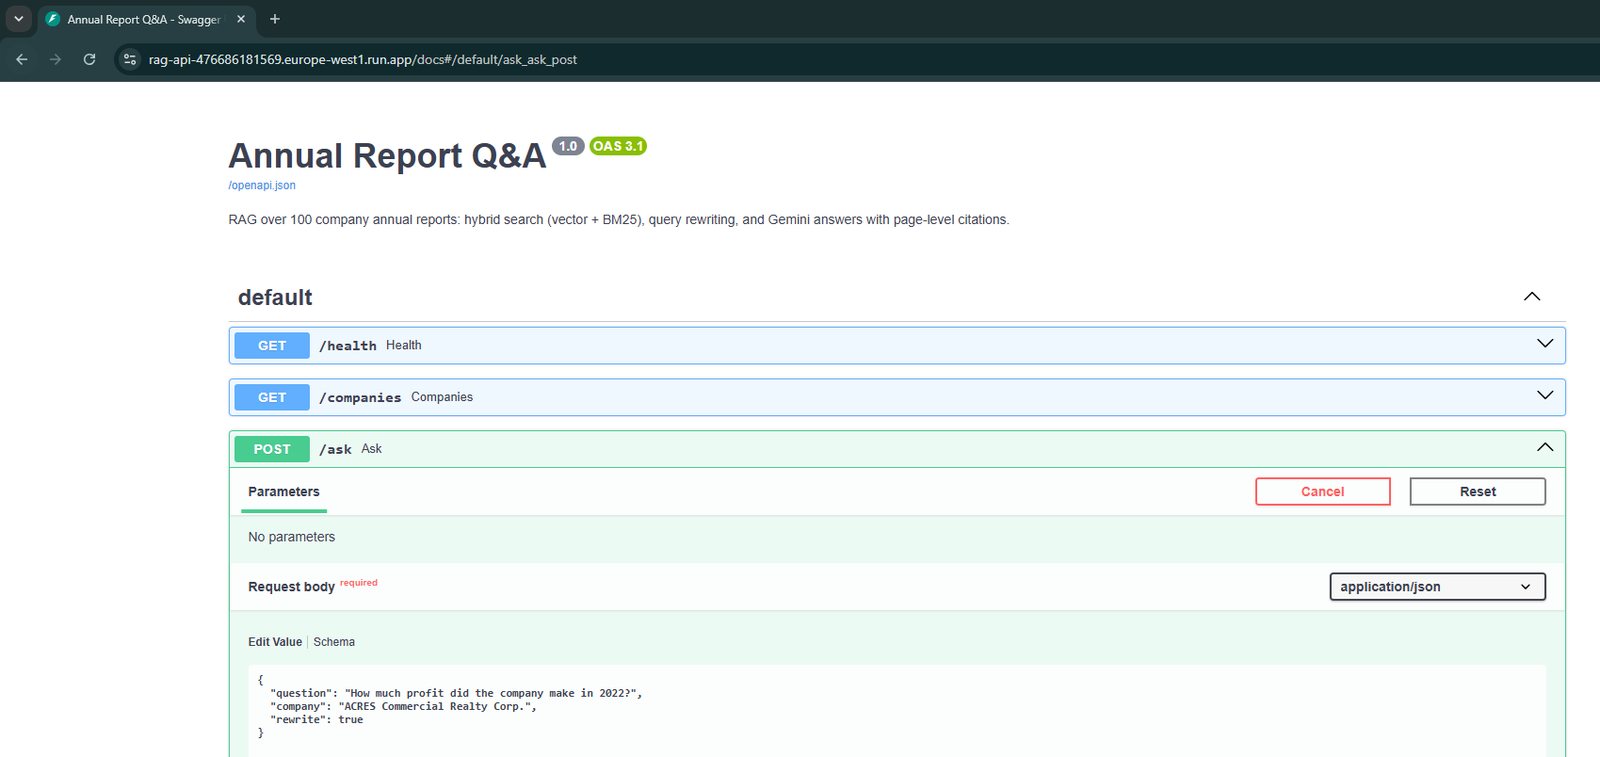 Annual Report Q&A - Swagger
rag-api-476686181569.europe-west1.run.app/docs#/default/ask_ask_post
Annual Report Q&A 1.0 OAS 3.1
/openapi.json
RAG over 100 company annual reports: hybrid search (vector + BM25), query rewriting, and Gemini answers with page-level citations.
default
GET /health Health
GET /companies Companies
POST /ask Ask
Parameters Cancel Reset
No parameters
Request body required application/json
Edit Value Schema
{
"question": "How much profit did the company make in 2022?",
"company": "ACRES Commercial Realty Corp.",
"rewrite": true
}